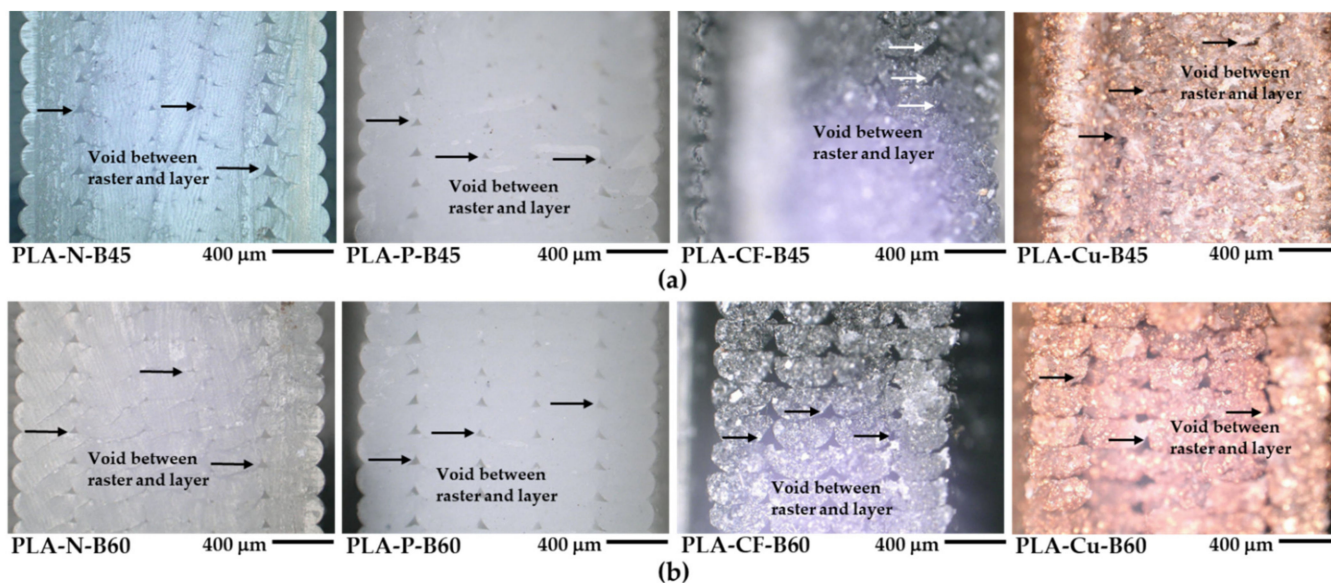 Void between
raster and layer
PLA-N-B45
400 μm
Void between
raster and layer
PLA-P-B45
400 μm
Void between
raster and layer
PLA-CF-B45
400 μm
Void between
raster and layer
PLA-Cu-B45
400 μm
(a)
Void between
raster and layer
PLA-N-B60
400 μm
Void between
raster and layer
PLA-P-B60
400 μm
Void between
raster and layer
PLA-CF-B60
400 μm
Void between
raster and layer
PLA-Cu-B60
400 μm
(b)